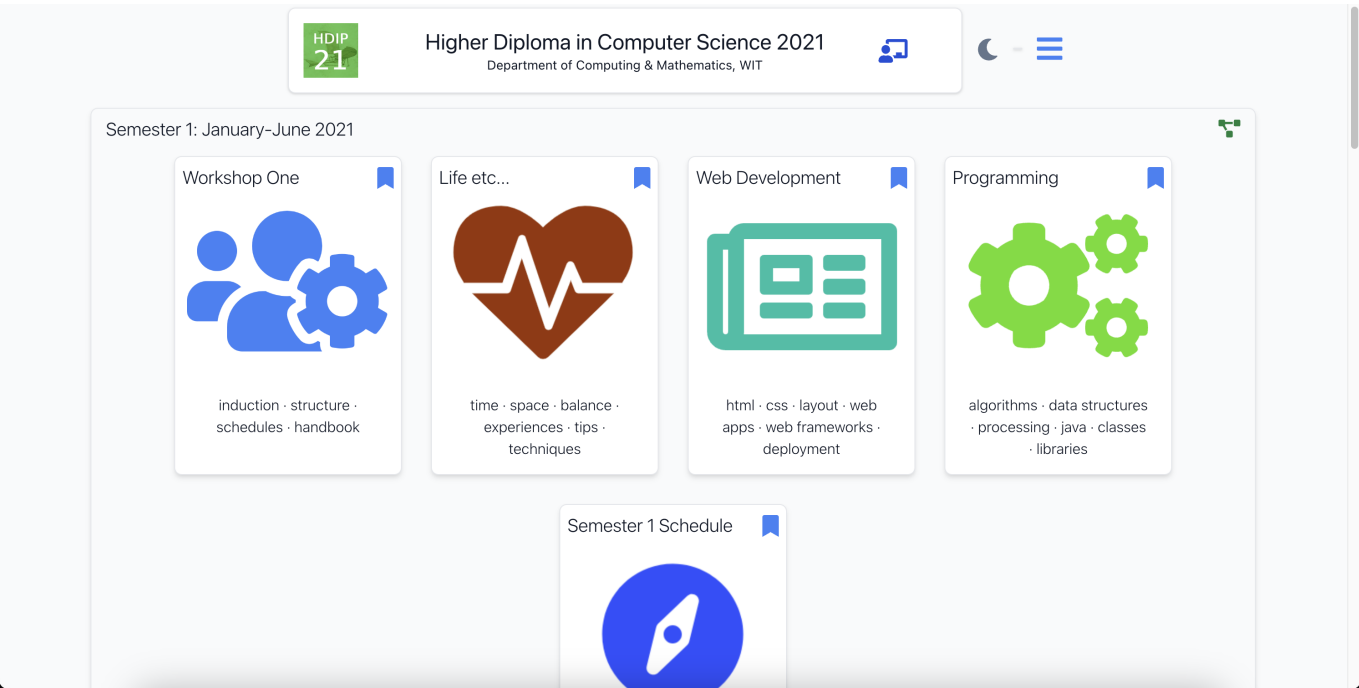 HDIP
21
Higher Diploma in Computer Science 2021
Department of Computing & Mathematics, WIT
Semester 1: January-June 2021
Workshop One
induction · structure ·
schedules · handbook
Life etc...
time · space · balance ·
experiences · tips ·
techniques
Web Development
html · css · layout · web
apps · web frameworks ·
deployment
Programming
algorithms · data structures
· processing · java · classes
· libraries
Semester 1 Schedule